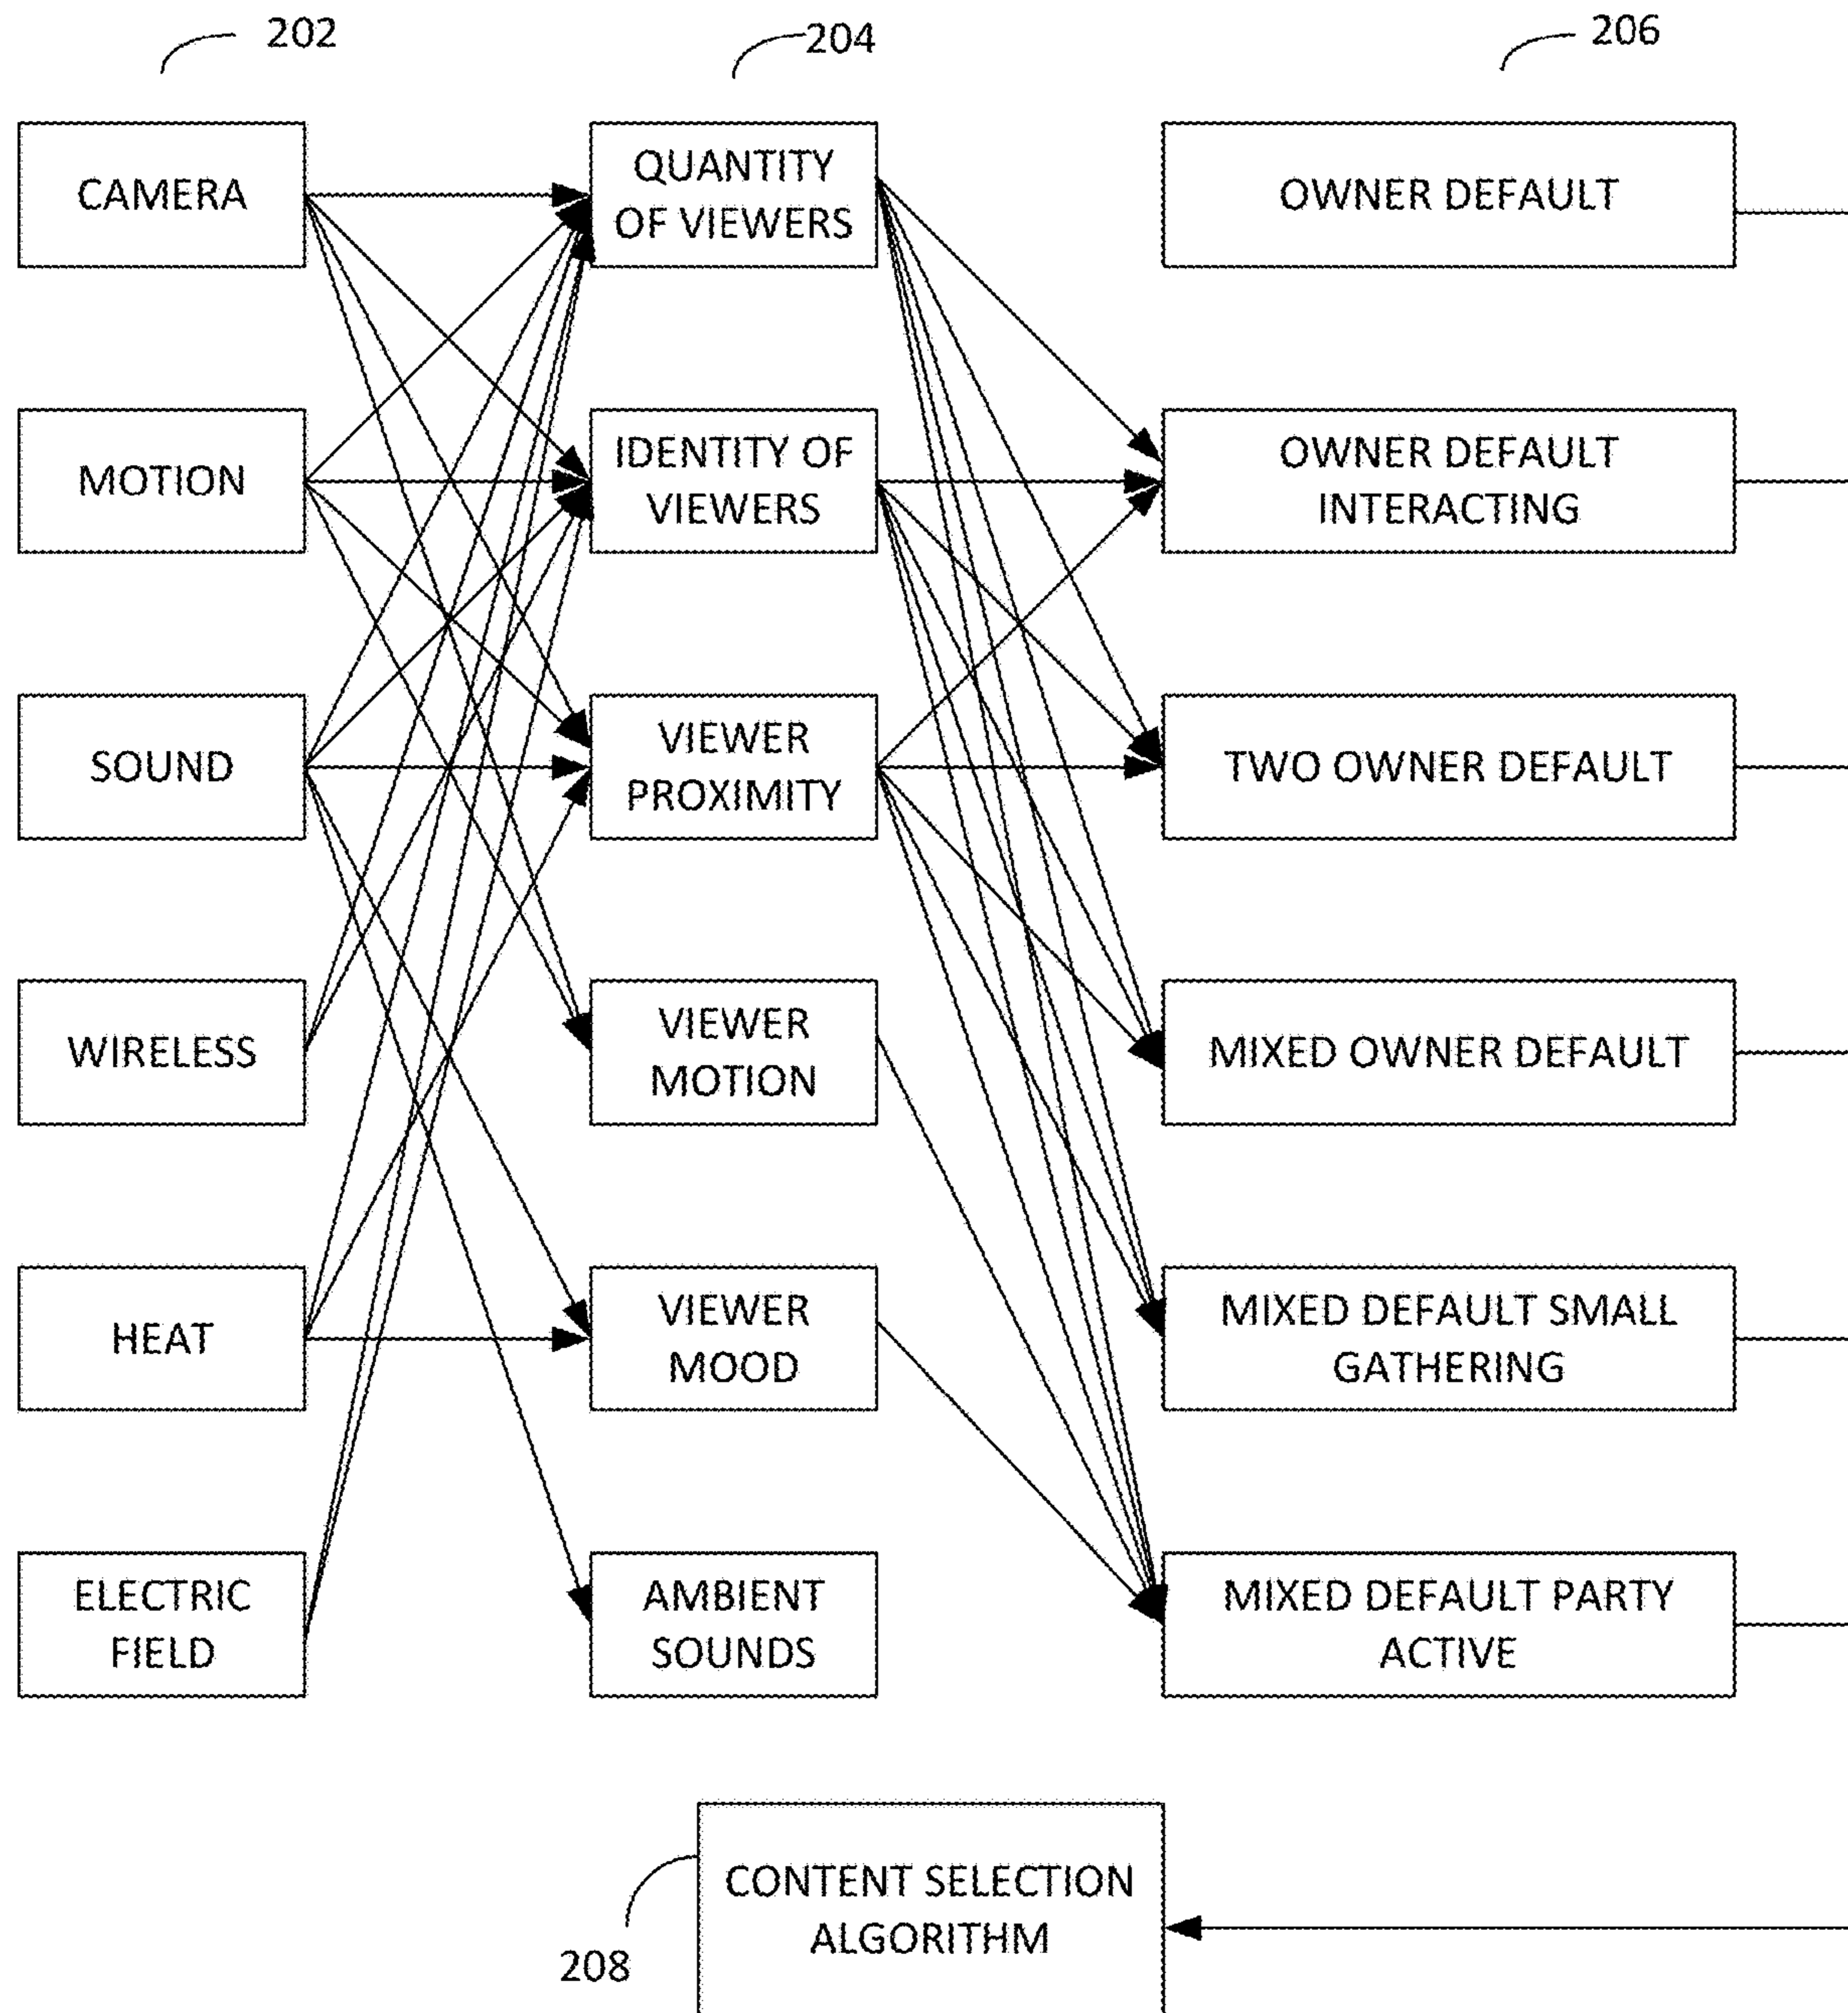 202
204
206
CAMERA
QUANTITY
OF VIEWERS
OWNER DEFAULT
MOTION
IDENTITY OF
VIEWERS
OWNER DEFAULT
INTERACTING
SOUND
VIEWER
PROXIMITY
TWO OWNER DEFAULT
WIRELESS
VIEWER
MOTION
MIXED OWNER DEFAULT
HEAT
VIEWER
MOOD
MIXED DEFAULT SMALL
GATHERING
ELECTRIC
FIELD
AMBIENT
SOUNDS
MIXED DEFAULT PARTY
ACTIVE
CONTENT SELECTION
ALGORITHM
208